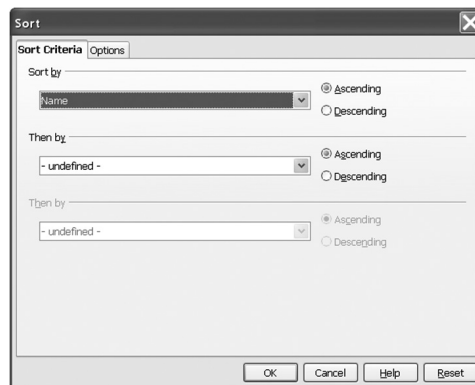 Sort
Sort Criteria Options
Sort by
Name
Ascending
Descending
Then by
- undefined -
Ascending
Descending
Then by
- undefined -
Ascending
Descending
OK Cancel Help Reset